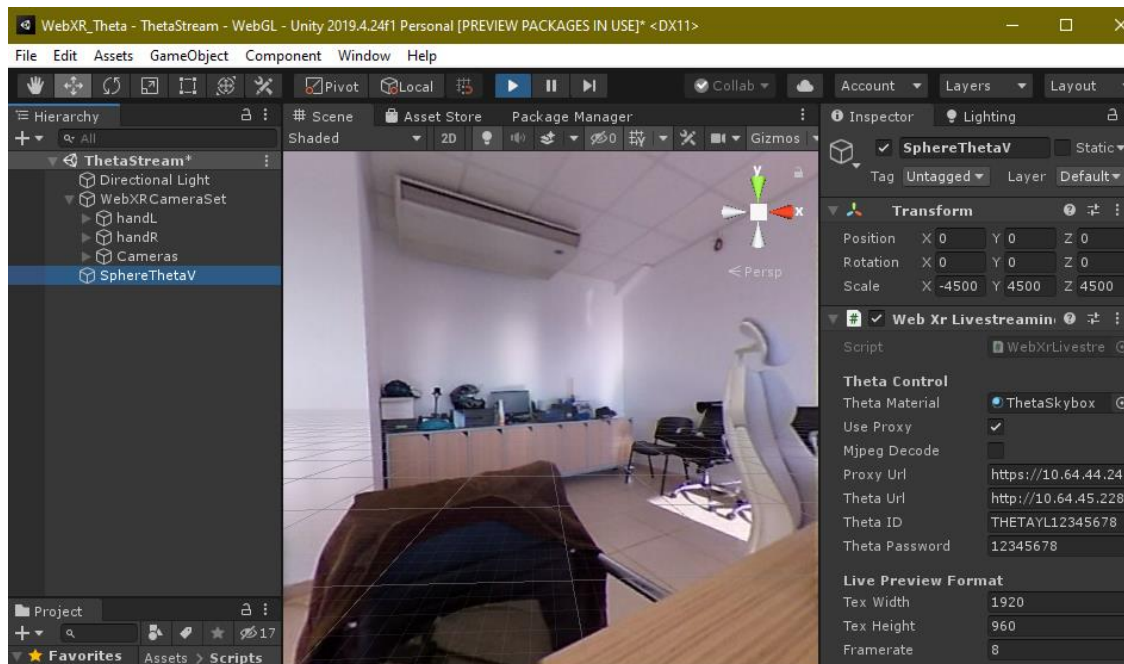 WebXR_Theta - ThetaStream - WebGL - Unity 2019.4.24f1 Personal [PREVIEW PACKAGES IN USE]* <DX11>
File Edit Assets GameObject Component Window Help
Pivot Local Collab Account Layers Layout
Hierarchy
All
ThetaStream*
Directional Light
WebXRCameraSet
handL
handR
Cameras
SphereThetaV
Project
17
Favorites Assets > Scripts
Scene Asset Store Package Manager
Shaded 2D 0 Gizmos
y
x
Persp
Inspector Lighting
SphereThetaV Static
Tag Untagged Layer Default
Transform
Position X 0 Y 0 Z 0
Rotation X 0 Y 0 Z 0
Scale X -4500 Y 4500 Z 4500
# Web Xr Livestreamin
Script WebXrLivestre
Theta Control
Theta Material ThetaSkybox
Use Proxy
Mjpeg Decode
Proxy Url https://10.64.44.24
Theta Url http://10.64.45.228
Theta ID THETAYL12345678
Theta Password 12345678
Live Preview Format
Tex Width 1920
Tex Height 960
Framerate 8